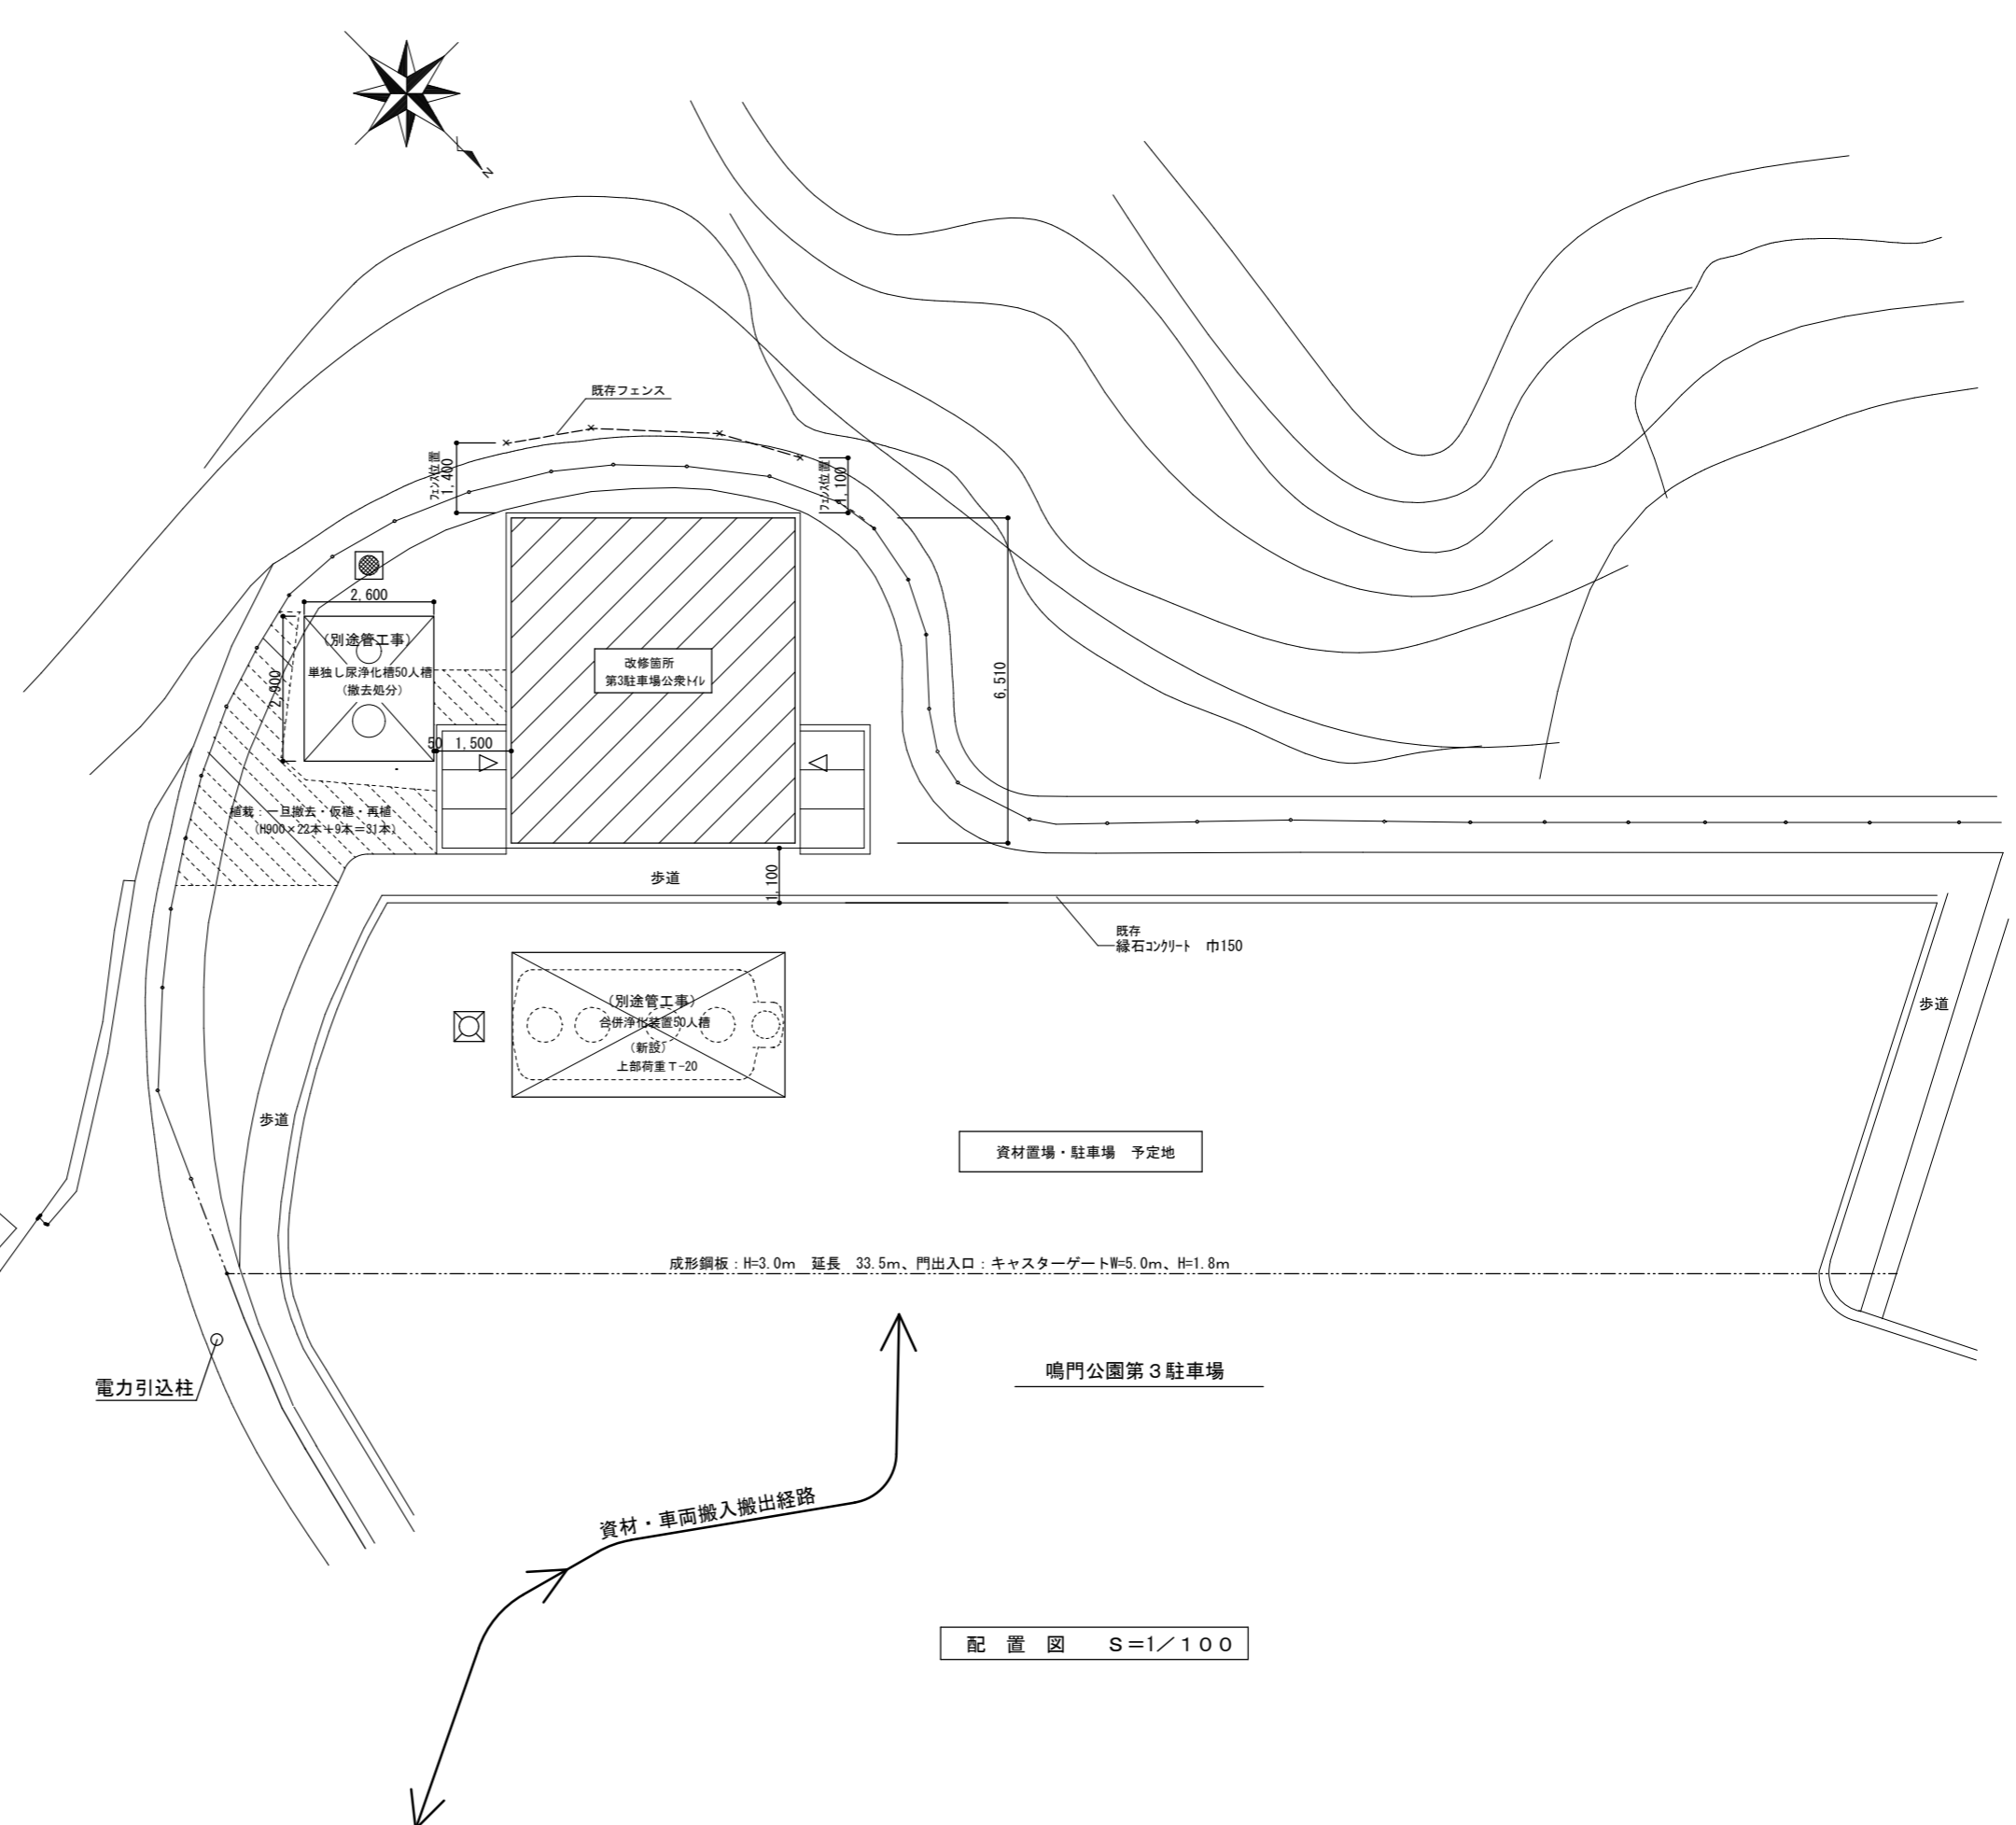 N
既存フェンス
フェンス位置
1,400
フェンス位置
1,100
2,600
(別途管工事)
単独し尿浄化槽50人槽
(撤去処分)
2,900
改修箇所
第3駐車場公衆トイレ
6,510
50 1,500
植栽:一旦撤去・仮植・再植
(H900×22本+9本=31本)
歩道
1,100
既存
縁石コンクリート 巾150
(別途管工事)
合併浄化装置50人槽
(新設)
上部荷重T-20
歩道
歩道
資材置場・駐車場 予定地
成形鋼板:H=3.0m 延長 33.5m、門出入口:キャスターゲートW=5.0m、H=1.8m
鳴門公園第3駐車場
電力引込柱
資材・車両搬入搬出経路
配 置 図 S=1/100